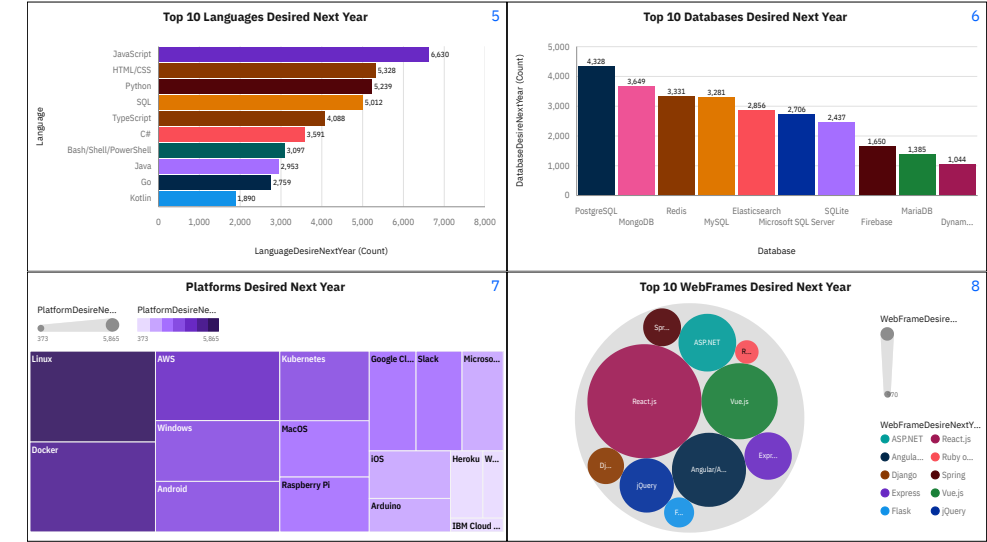 Top 10 Languages Desired Next Year
5
Language
JavaScript
6,630
HTML/CSS
5,328
Python
5,239
SQL
5,012
TypeScript
4,088
C#
3,591
Bash/Shell/PowerShell
3,097
Java
2,953
Go
2,759
Kotlin
1,890
0 1,000 2,000 3,000 4,000 5,000 6,000 7,000 8,000
LanguageDesireNextYear (Count)
Top 10 Databases Desired Next Year
6
DatabaseDesireNextYear (Count)
5,000
4,000
3,000
2,000
1,000
0
4,328
3,649
3,331
3,281
2,856
2,706
2,437
1,650
1,385
1,044
PostgreSQL Redis Elasticsearch SQLite MariaDB
MongoDB MySQL Microsoft SQL Server Firebase Dynam...
Database
Platforms Desired Next Year
7
PlatformDesireNe... PlatformDesireNe...
373 5,865 373 5,865
Linux
AWS
Kubernetes
Google Cl...
Slack
Microso...
Windows
MacOS
Docker
iOS
Heroku
W...
Android
Raspberry Pi
Arduino
IBM Cloud ...
Top 10 WebFrames Desired Next Year
8
Spr...
ASP.NET
R...
React.js
Vue.js
Expr...
Dj...
Angular/A...
jQuery
F...
WebFrameDesire...
WebFrameDesireNextY...
ASP.NET React.js
Angula... Ruby o...
Django Spring
Express Vue.js
Flask jQuery